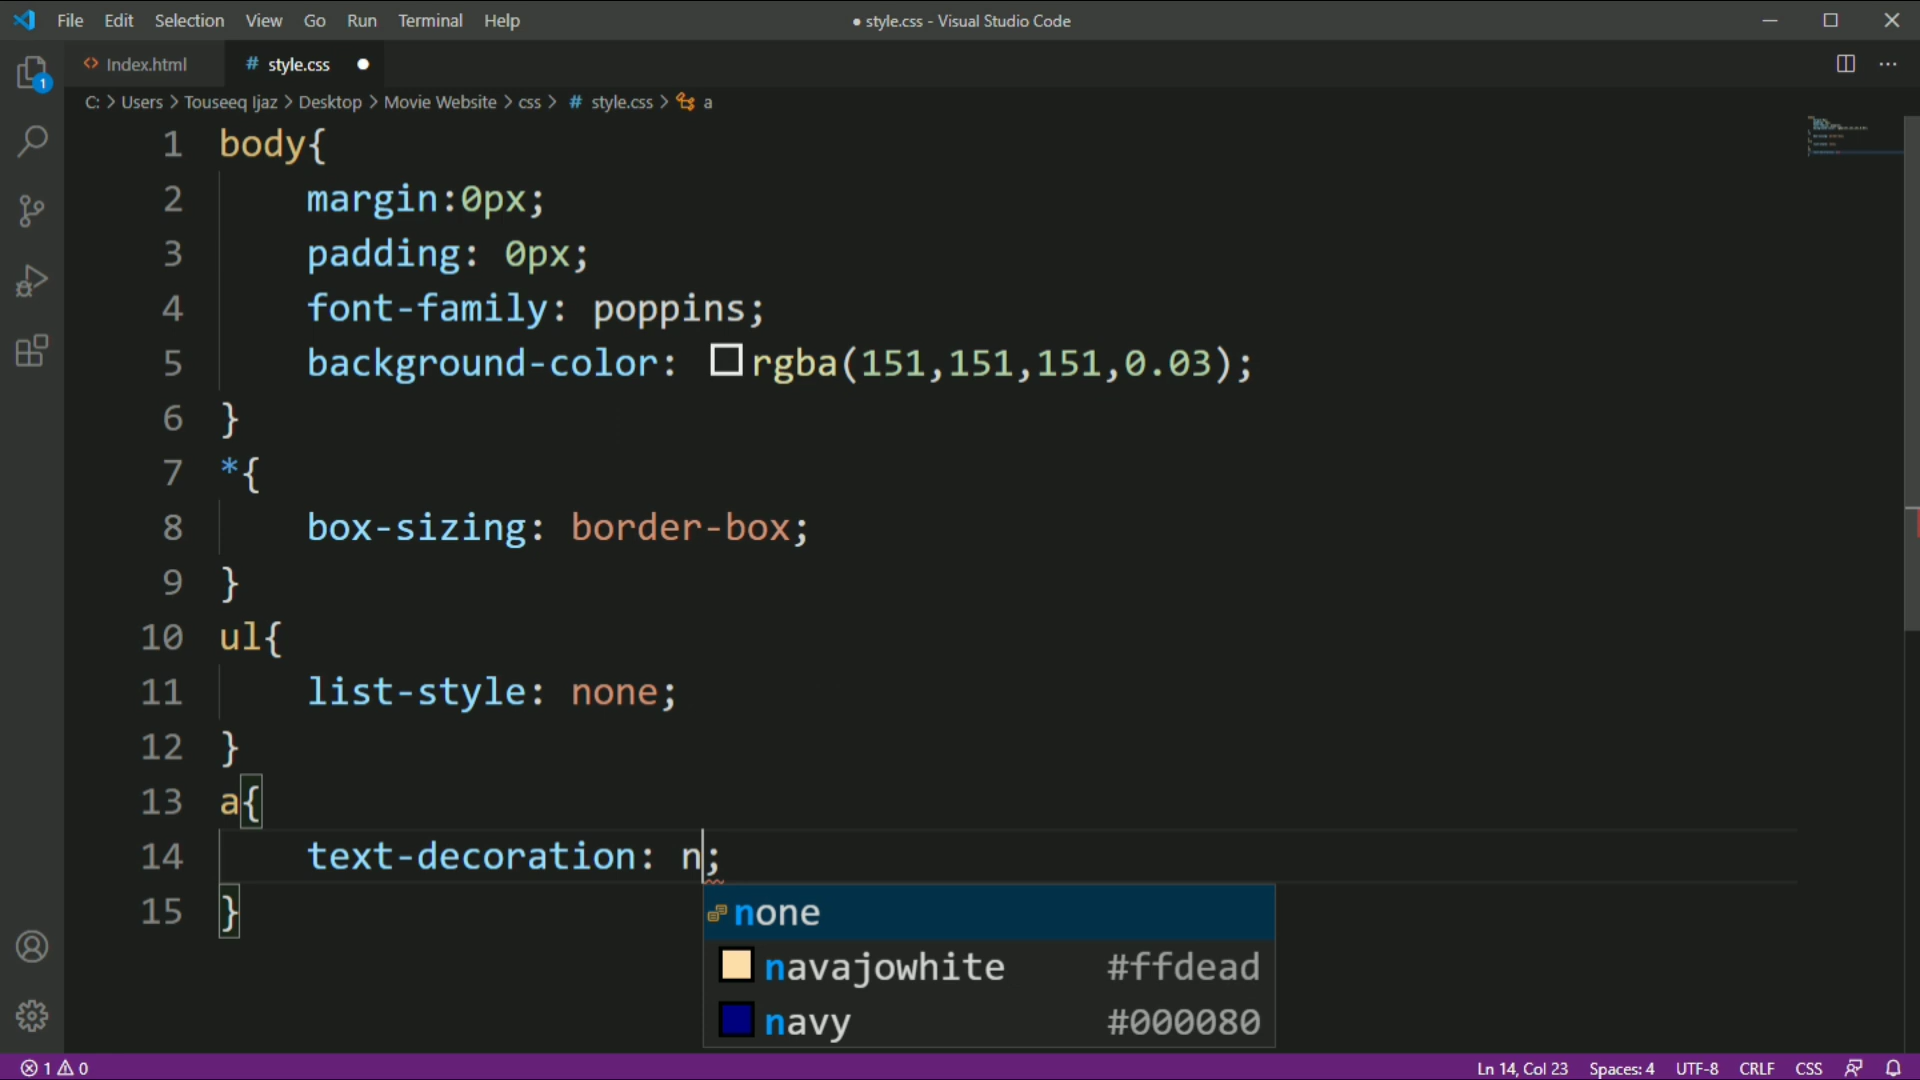 File Edit Selection View Go Run Terminal Help ● style.css - Visual Studio Code
<> Index.html # style.css ●
C: > Users > Touseeq Ijaz > Desktop > Movie Website > css > # style.css > a
1 body{
2     margin:0px;
3     padding: 0px;
4     font-family: poppins;
5     background-color: rgba(151,151,151,0.03);
6 }
7 *{
8     box-sizing: border-box;
9 }
10 ul{
11     list-style: none;
12 }
13 a{
14     text-decoration: n;
15 }
none
navajowhite #ffdead
navy #000080
1
1 0 Ln 14, Col 23 Spaces: 4 UTF-8 CRLF CSS